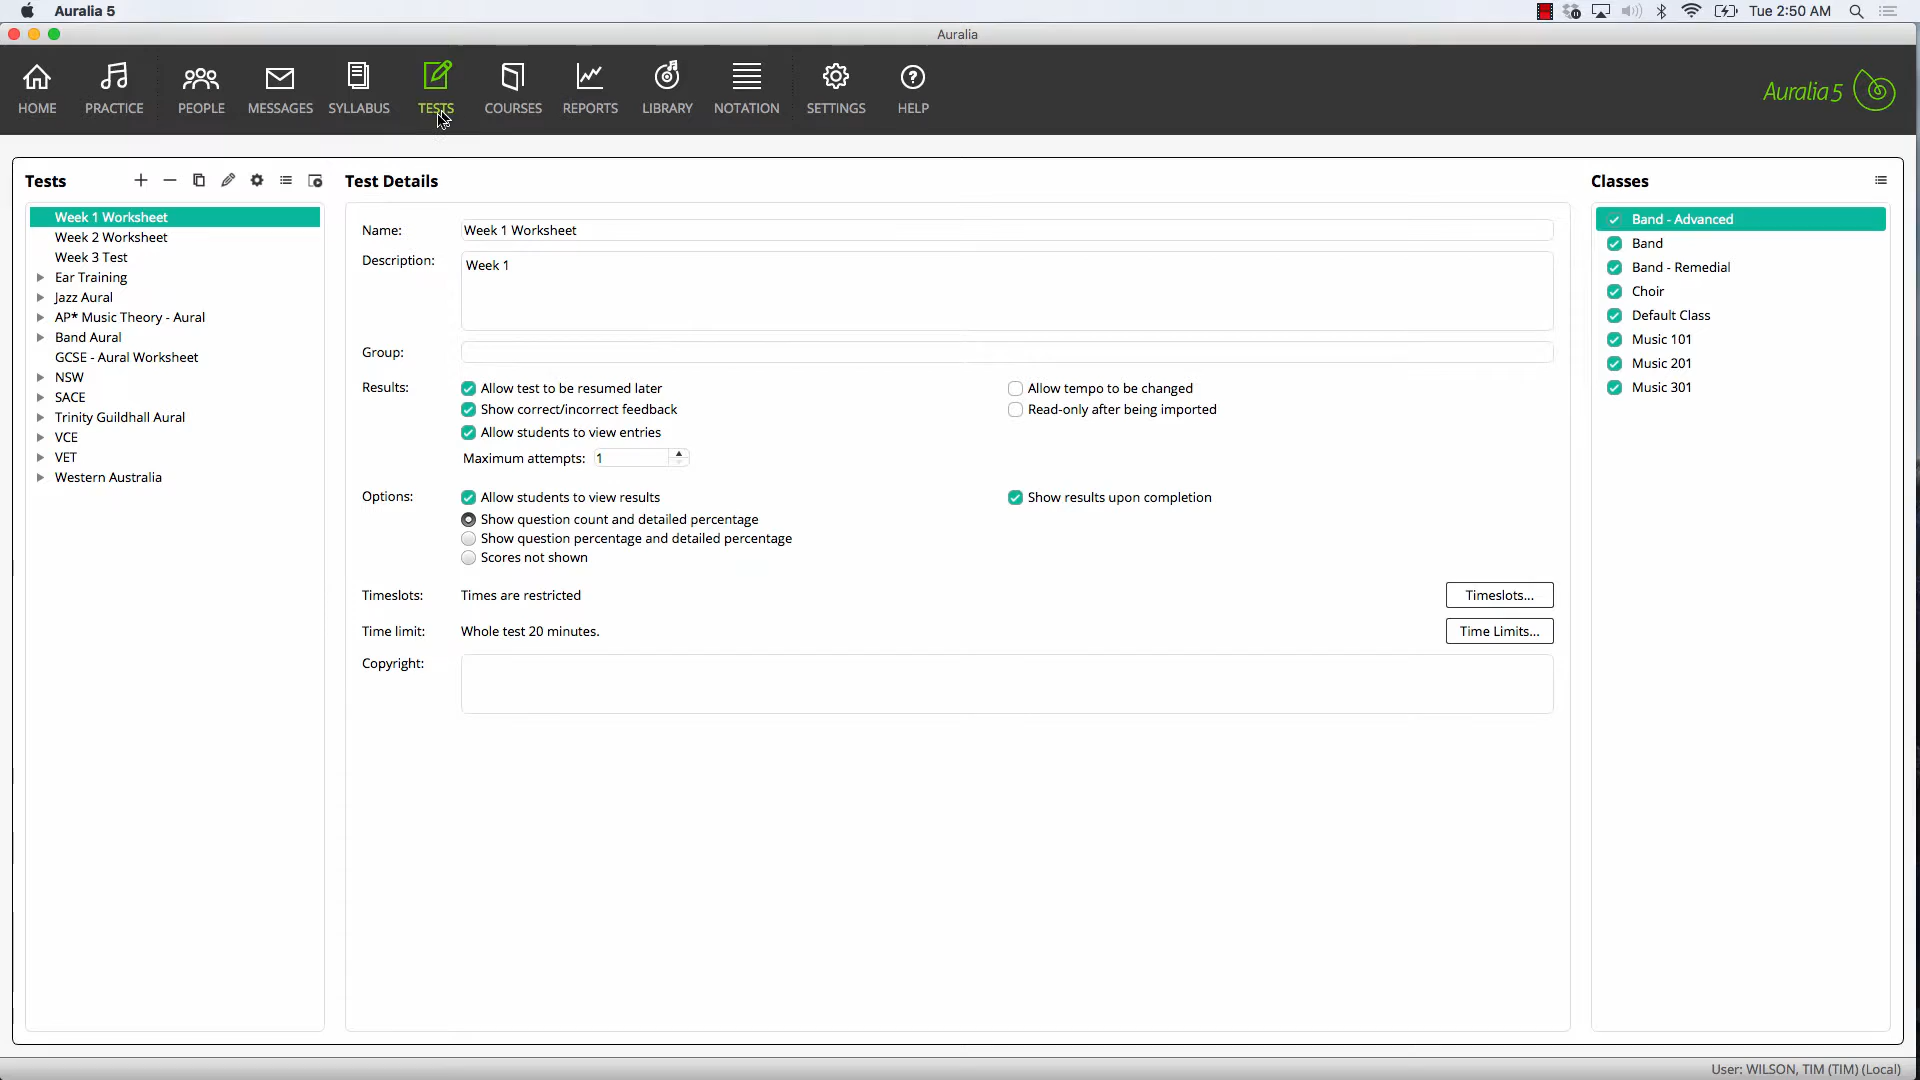 Auralia 5
Tue 2:50 AM
Auralia
HOME
PRACTICE
PEOPLE
MESSAGES
SYLLABUS
TESTS
COURSES
REPORTS
LIBRARY
NOTATION
SETTINGS
HELP
Auralia 5
Tests
Week 1 Worksheet
Week 2 Worksheet
Week 3 Test
Ear Training
Jazz Aural
AP* Music Theory - Aural
Band Aural
GCSE - Aural Worksheet
NSW
SACE
Trinity Guildhall Aural
VCE
VET
Western Australia
Test Details
Name: Week 1 Worksheet
Description: Week 1
Group:
Results: Allow test to be resumed later Allow tempo to be changed
Show correct/incorrect feedback Read-only after being imported
Allow students to view entries
Maximum attempts: 1
Options: Allow students to view results Show results upon completion
Show question count and detailed percentage
Show question percentage and detailed percentage
Scores not shown
Timeslots: Times are restricted Timeslots...
Time limit: Whole test 20 minutes. Time Limits...
Copyright:
Classes
Band - Advanced
Band
Band - Remedial
Choir
Default Class
Music 101
Music 201
Music 301
User: WILSON, TIM (TIM) (Local)